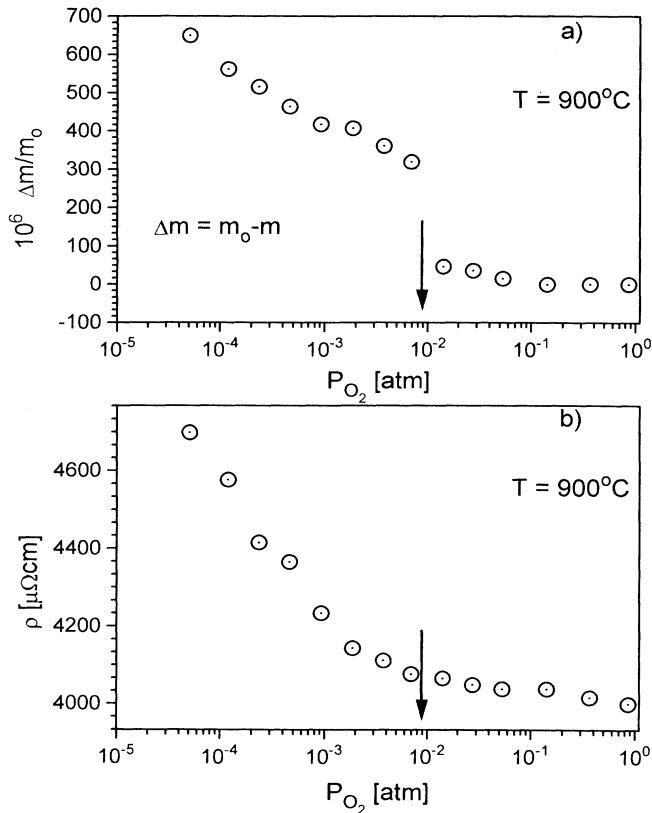 a)
700
600
500
400
300
200
100
0
-100
10⁶ Δm/mₒ
T = 900°C
Δm = mₒ-m
10⁻⁵
10⁻⁴
10⁻³
10⁻²
10⁻¹
10⁰
P_O₂ [atm]
b)
4600
4400
4200
4000
ρ [μΩcm]
T = 900°C
10⁻⁵
10⁻⁴
10⁻³
10⁻²
10⁻¹
10⁰
P_O₂ [atm]